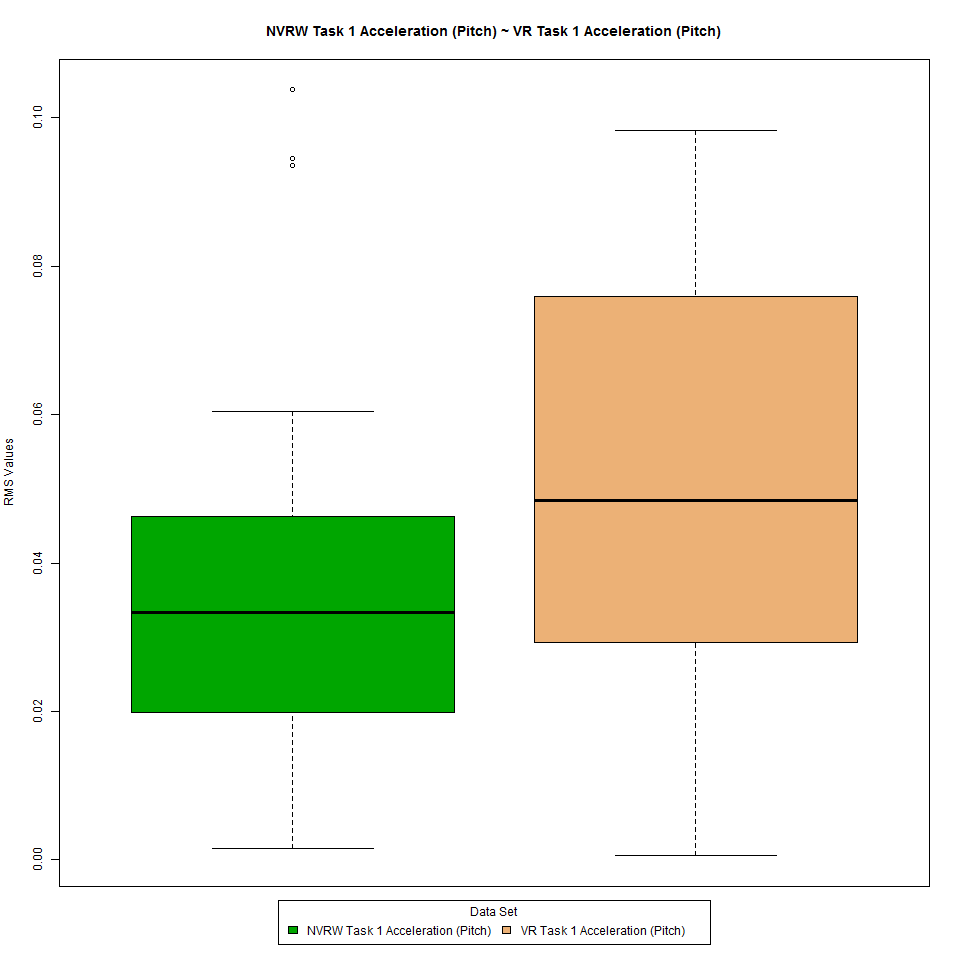 NVRW Task 1 Acceleration (Pitch) ~ VR Task 1 Acceleration (Pitch)
0.10
0.08
0.06
0.04
0.02
0.00
RMS Values
Data Set
NVRW Task 1 Acceleration (Pitch) VR Task 1 Acceleration (Pitch)